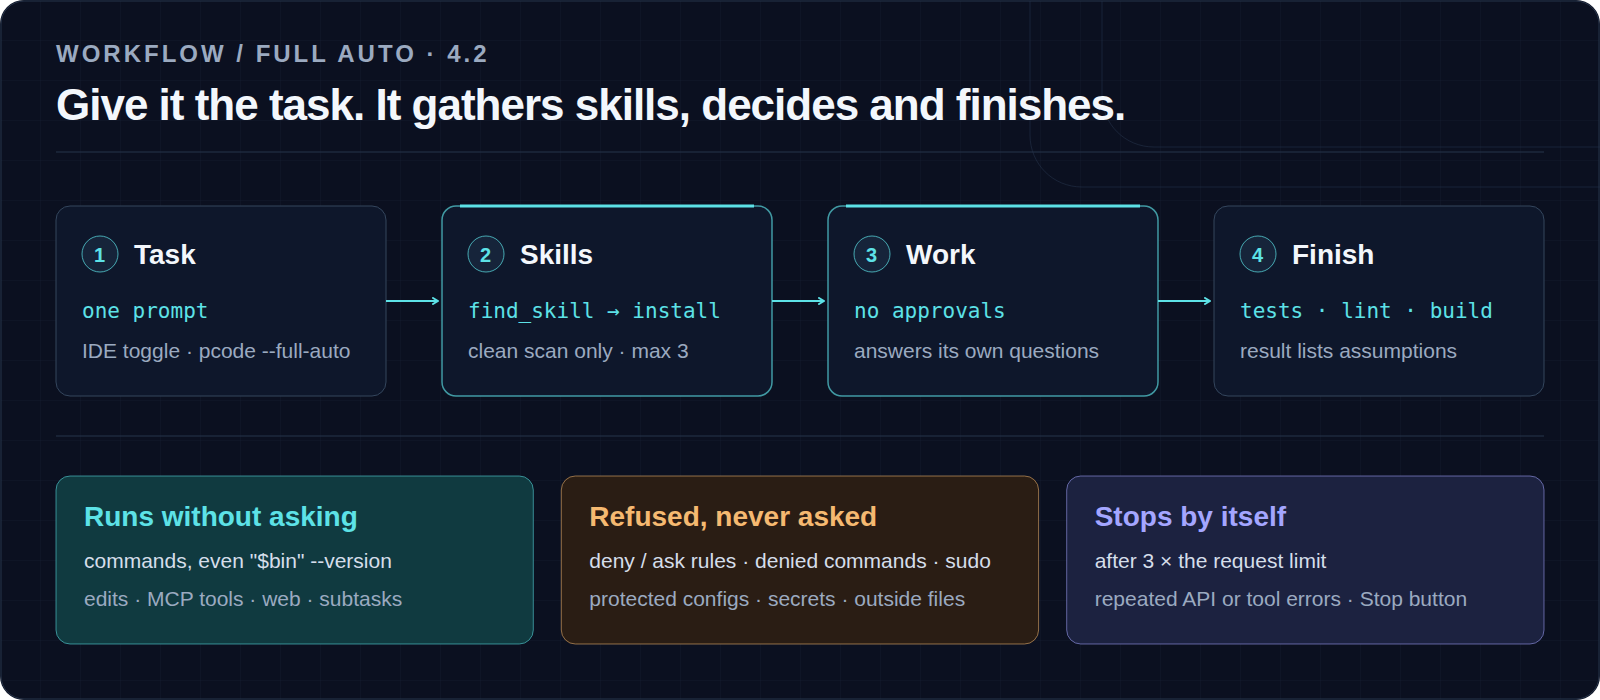 WORKFLOW / FULL AUTO · 4.2
Give it the task. It gathers skills, decides and finishes.
1 Task
one prompt
IDE toggle · pcode --full-auto
2 Skills
find_skill → install
clean scan only · max 3
3 Work
no approvals
answers its own questions
4 Finish
tests · lint · build
result lists assumptions
Runs without asking
commands, even "$bin" --version
edits · MCP tools · web · subtasks
Refused, never asked
deny / ask rules · denied commands · sudo
protected configs · secrets · outside files
Stops by itself
after 3 × the request limit
repeated API or tool errors · Stop button